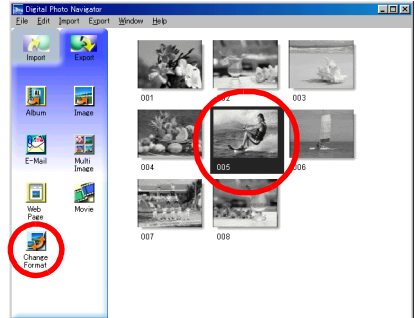 Digital Photo Navigator
File Edit Import Export Window Help
Import Export
001 002 003
Album Image
E-Mail Multi Image
004 005 006
Web Page Movie
007 008
Change Format